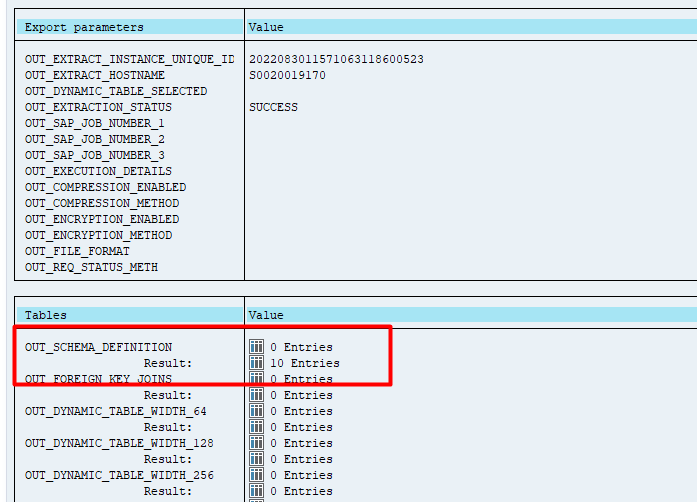 Export parameters Value
OUT_EXTRACT_INSTANCE_UNIQUE_ID 2022083011571063118600523
OUT_EXTRACT_HOSTNAME S0020019170
OUT_DYNAMIC_TABLE_SELECTED
OUT_EXTRACTION_STATUS SUCCESS
OUT_SAP_JOB_NUMBER_1
OUT_SAP_JOB_NUMBER_2
OUT_SAP_JOB_NUMBER_3
OUT_EXECUTION_DETAILS
OUT_COMPRESSION_ENABLED
OUT_COMPRESSION_METHOD
OUT_ENCRYPTION_ENABLED
OUT_ENCRYPTION_METHOD
OUT_FILE_FORMAT
OUT_REQ_STATUS_METH
Tables Value
OUT_SCHEMA_DEFINITION 0 Entries
Result: 10 Entries
OUT_FOREIGN_KEY_JOINS 0 Entries
Result: 0 Entries
OUT_DYNAMIC_TABLE_WIDTH_64 0 Entries
Result: 0 Entries
OUT_DYNAMIC_TABLE_WIDTH_128 0 Entries
Result: 0 Entries
OUT_DYNAMIC_TABLE_WIDTH_256 0 Entries
Result: 0 Entries